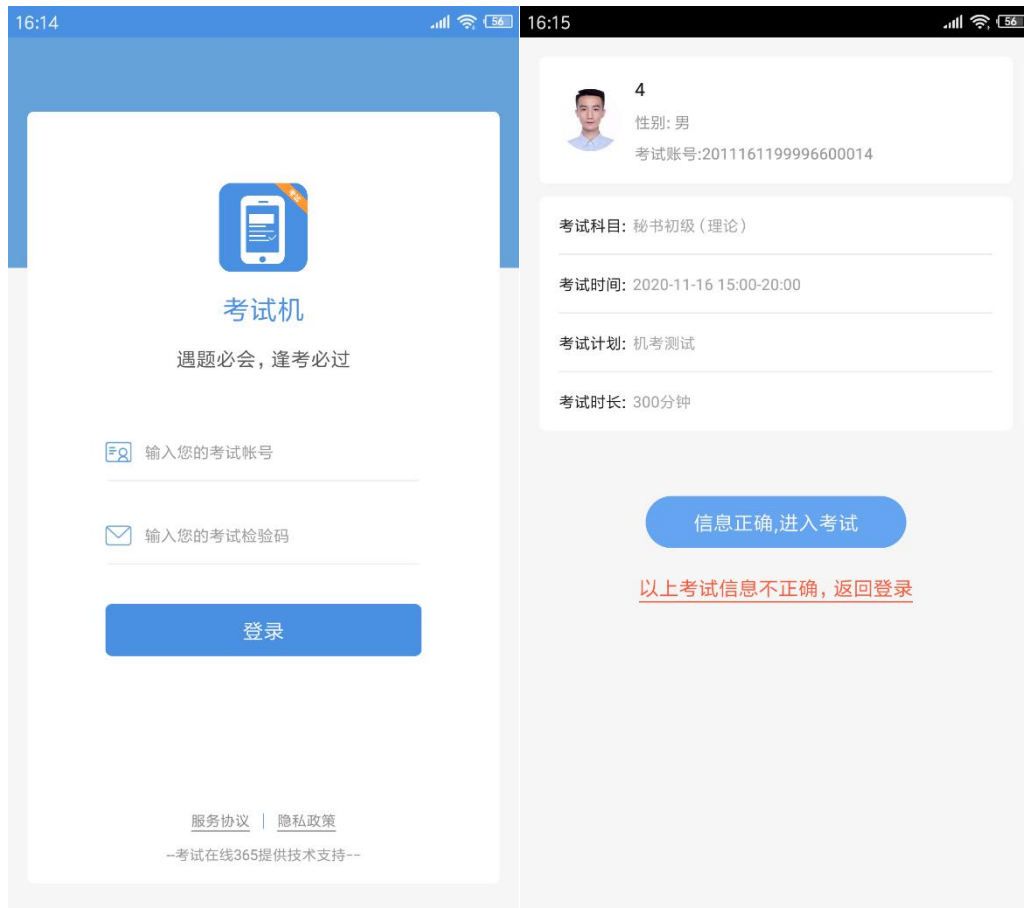 16:14
56
考试
考试机
遇题必会，逢考必过
输入您的考试帐号
输入您的考试检验码
登录
服务协议 | 隐私政策
--考试在线365提供技术支持--
16:15
56
4
性别: 男
考试账号:2011161199996600014
考试科目: 秘书初级（理论）
考试时间: 2020-11-16 15:00-20:00
考试计划: 机考测试
考试时长: 300分钟
信息正确,进入考试
以上考试信息不正确，返回登录